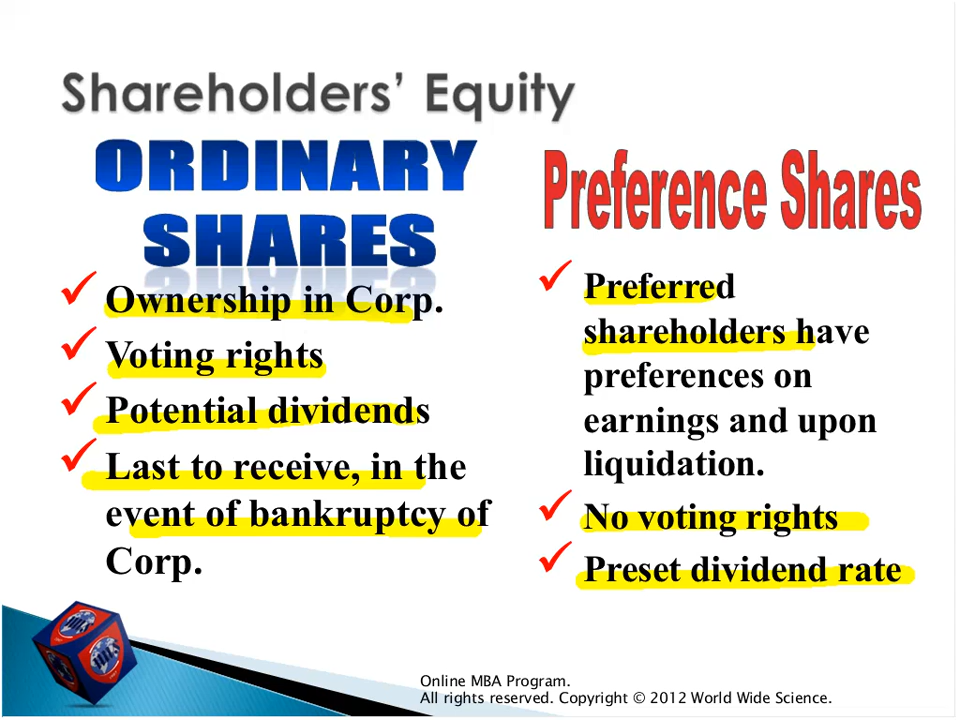 Shareholders' Equity
ORDINARY
SHARES
Ownership in Corp.
Voting rights
Potential dividends
Last to receive, in the
event of bankruptcy of
Corp.
Preference Shares
Preferred
shareholders have
preferences on
earnings and upon
liquidation.
No voting rights
Preset dividend rate
Online MBA Program.
All rights reserved. Copyright © 2012 World Wide Science.